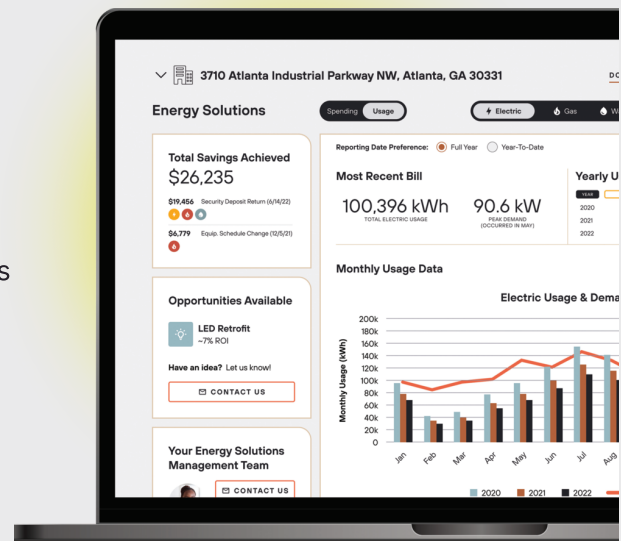 s
3710 Atlanta Industrial Parkway NW, Atlanta, GA 30331
Energy Solutions
Spending Usage
Electric Gas
Total Savings Achieved
$26,235
$19,456 Security Deposit Return (6/14/22)
$6,779 Equip. Schedule Change (12/5/21)
Opportunities Available
LED Retrofit
~7% ROI
Have an idea? Let us know!
CONTACT US
Your Energy Solutions
Management Team
CONTACT US
Reporting Date Preference: Full Year Year-To-Date
Most Recent Bill
100,396 kWh
TOTAL ELECTRIC USAGE
90.6 kW
PEAK DEMAND
(OCCURRED IN MAY)
Yearly U
YEAR
2020
2021
2022
Monthly Usage Data
Electric Usage & Dema
Monthly Usage (kWh)
200k
180k
160k
140k
120k
100k
80k
60k
40k
20k
0
Jan Feb Mar Apr May Jun Jul Aug
2020 2021 2022